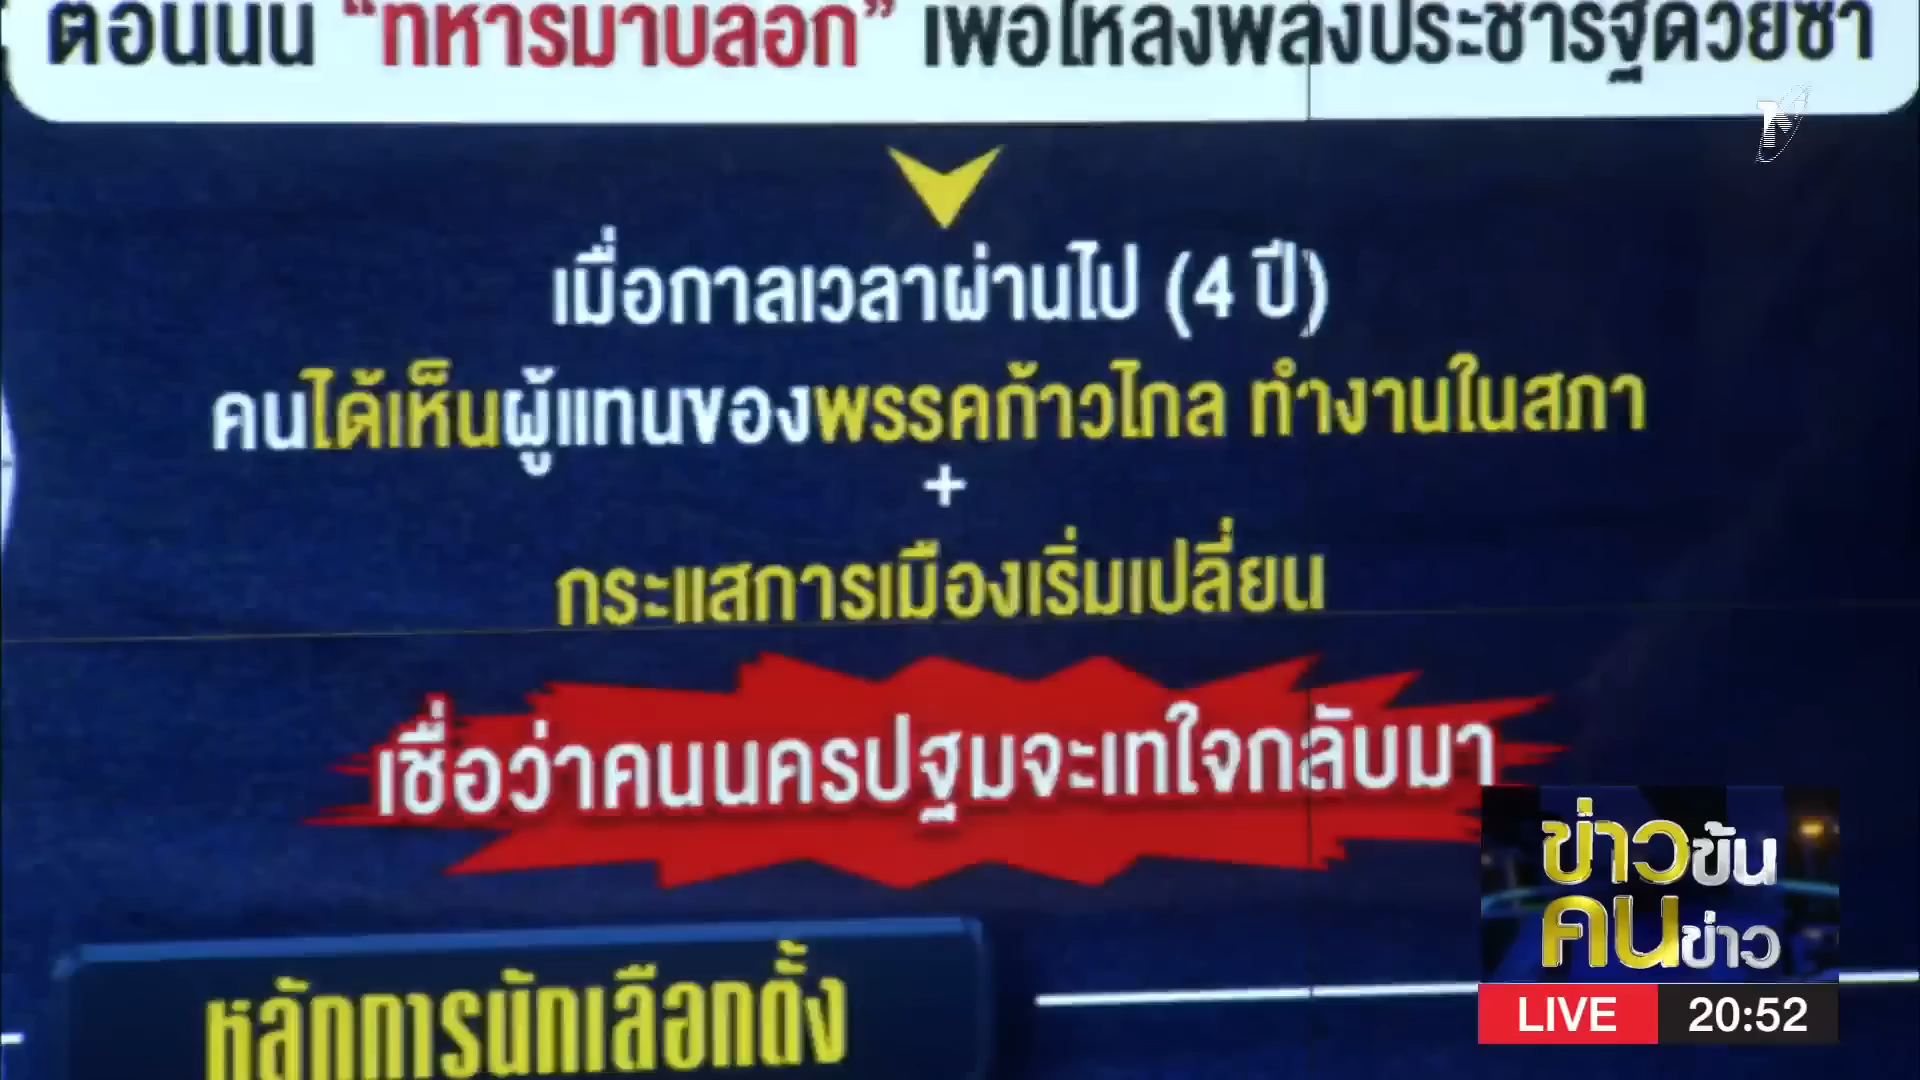 ตอนนั้น “ทหารมาบลอก” เพื่อให้ลงพลังประชารัฐด้วยซ้ำ
เมื่อกาลเวลาผ่านไป (4 ปี)
คนได้เห็นผู้แทนของพรรคก้าวไกล ทำงานในสภา
+
กระแสการเมืองเริ่มเปลี่ยน
เชื่อว่าคนนครปฐมจะเทใจกลับมา
หลักการนักเลือกตั้ง
ข่าวข้น
คนข่าว
LIVE 20:52